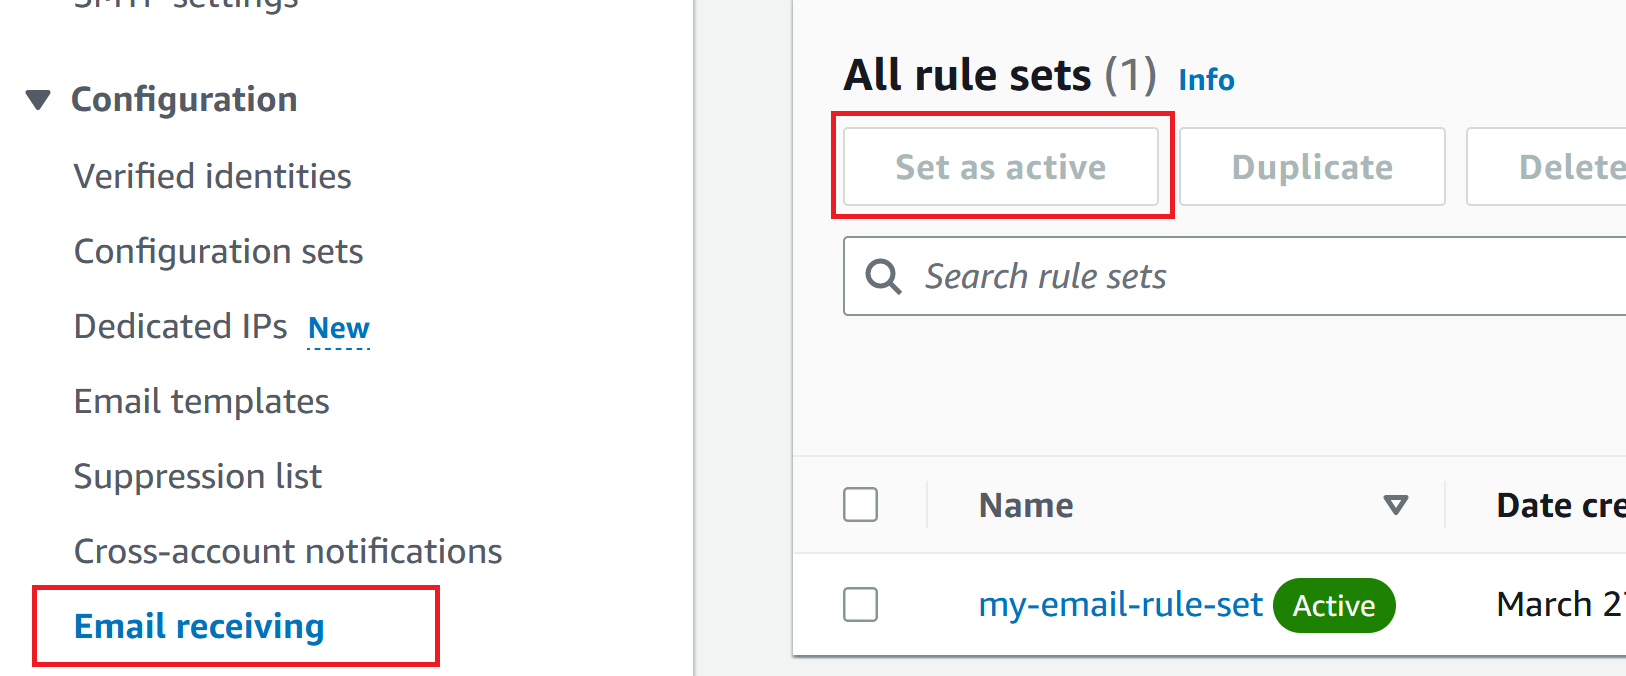 settings
Configuration
Verified identities
Configuration sets
Dedicated IPs New
Email templates
Suppression list
Cross-account notifications
Email receiving
All rule sets (1) Info
Set as active Duplicate Delete
Search rule sets
Name Date cre
my-email-rule-set Active March 2